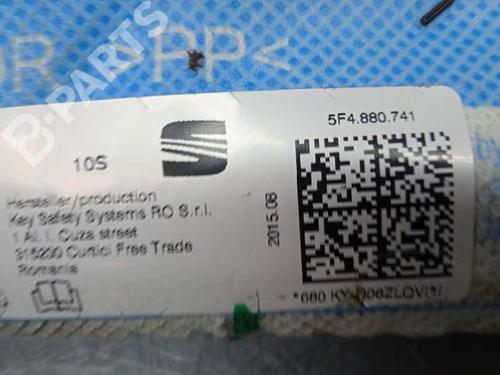 PP<
B-PARTS
5F4.880.741
10S
Hersteller/production
Key Safety Systems RO S.r.l.
1 Al. I. Cuza street
315200 Curtici Free Trade
Romania
2015.08